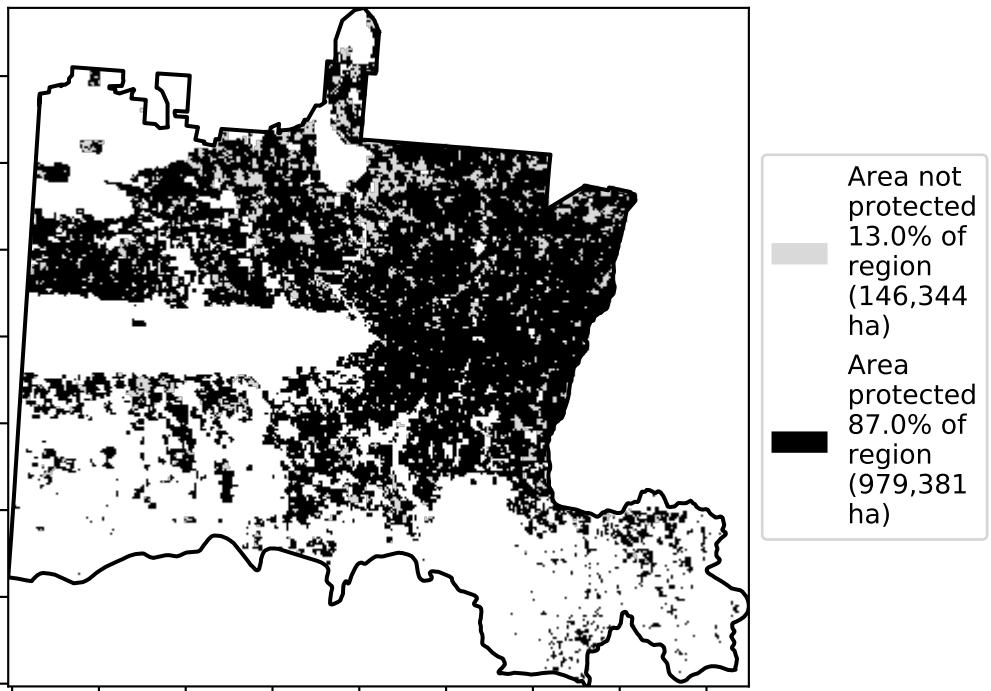 Area not
protected
13.0% of
region
(146,344
ha)
Area
protected
87.0% of
region
(979,381
ha)